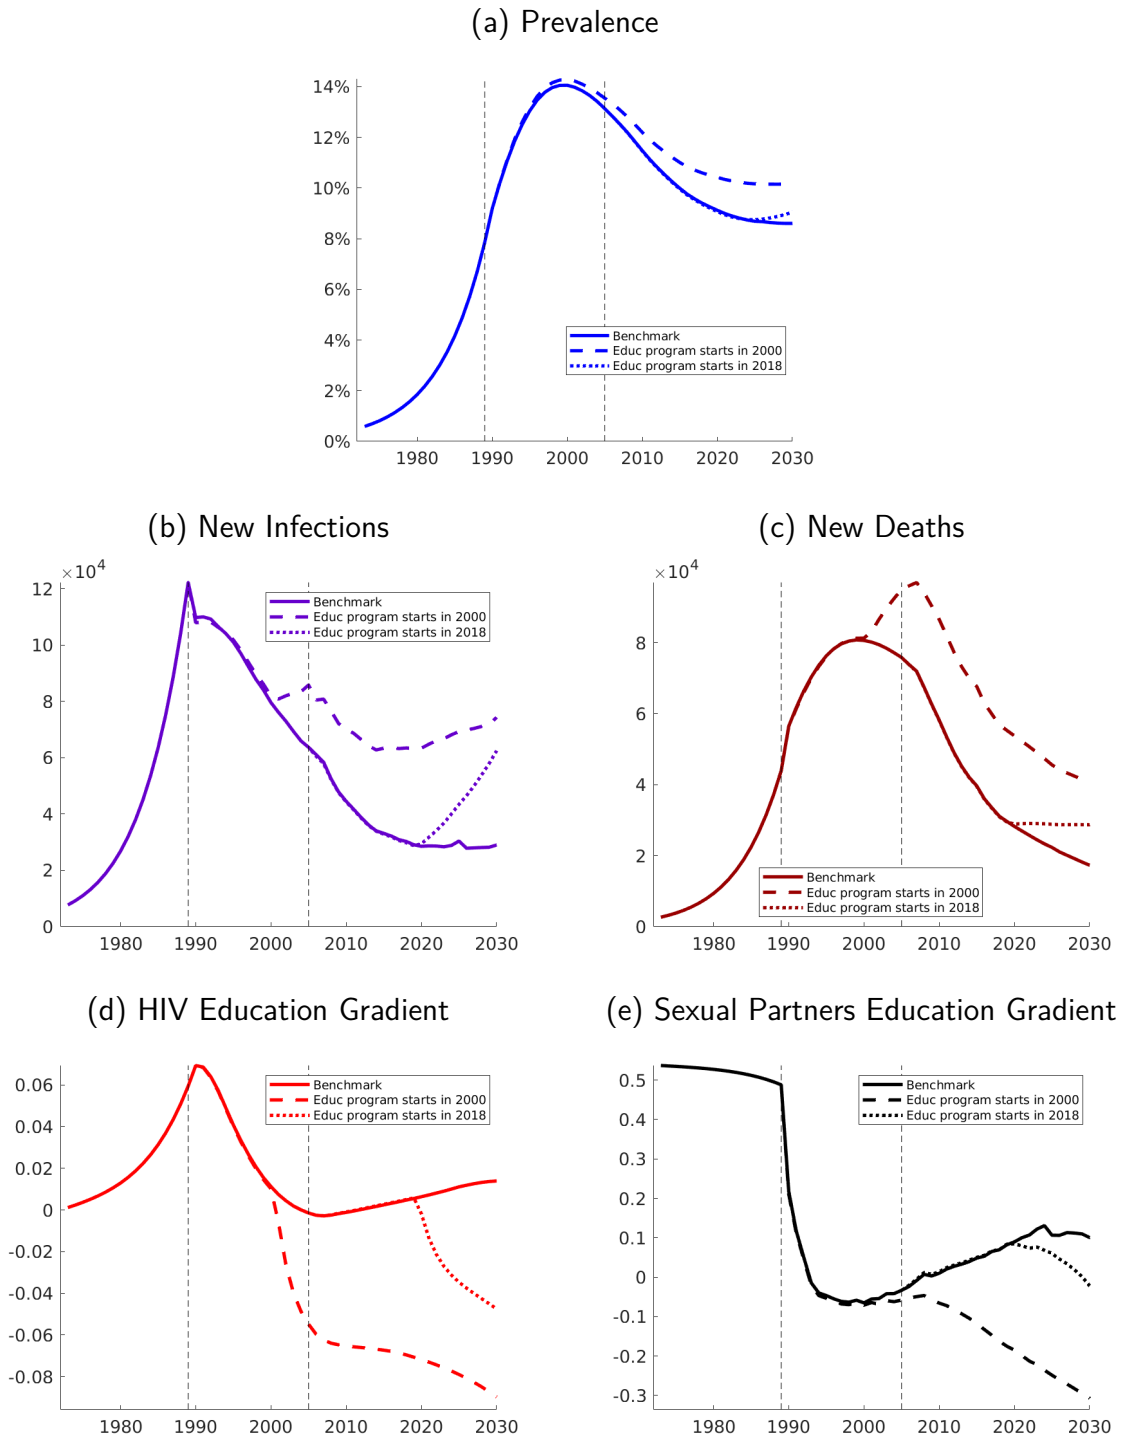 (a) Prevalence
14%
12%
10%
8%
6%
4%
2%
0%
Benchmark
Educ program starts in 2000
Educ program starts in 2018
1980 1990 2000 2010 2020 2030
(b) New Infections
×10⁴
12
10
8
6
4
2
0
Benchmark
Educ program starts in 2000
Educ program starts in 2018
1980 1990 2000 2010 2020 2030
(c) New Deaths
×10⁴
8
6
4
2
0
Benchmark
Educ program starts in 2000
Educ program starts in 2018
1980 1990 2000 2010 2020 2030
(d) HIV Education Gradient
0.06
0.04
0.02
0
-0.02
-0.04
-0.06
-0.08
Benchmark
Educ program starts in 2000
Educ program starts in 2018
1980 1990 2000 2010 2020 2030
(e) Sexual Partners Education Gradient
0.5
0.4
0.3
0.2
0.1
0
-0.1
-0.2
-0.3
Benchmark
Educ program starts in 2000
Educ program starts in 2018
1980 1990 2000 2010 2020 2030